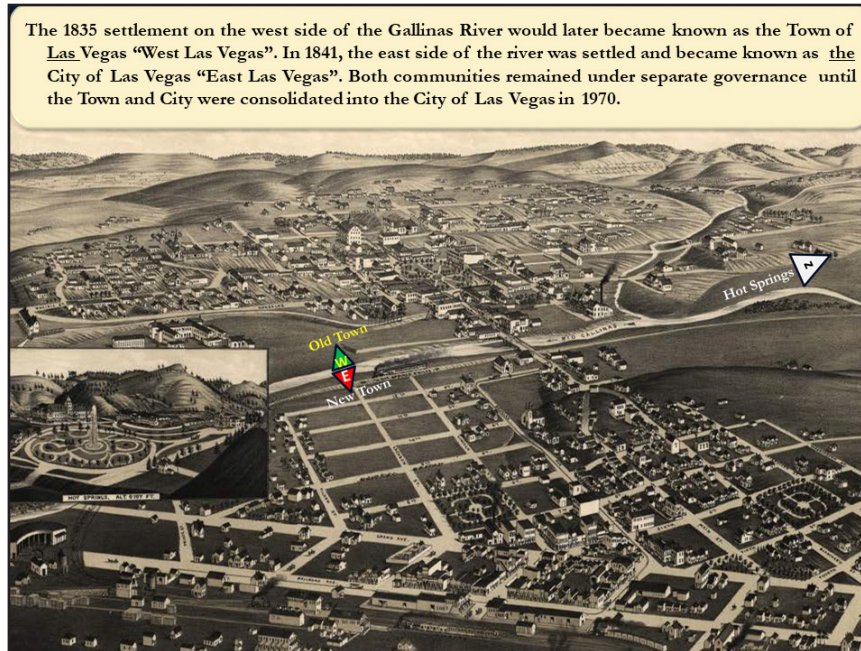 The 1835 settlement on the west side of the Gallinas River would later became known as the Town of
Las Vegas “West Las Vegas”. In 1841, the east side of the river was settled and became known as the
City of Las Vegas “East Las Vegas”. Both communities remained under separate governance until
the Town and City were consolidated into the City of Las Vegas in 1970.
Hot Springs
N
Old Town
W
E
New Town
HOT SPRINGS,